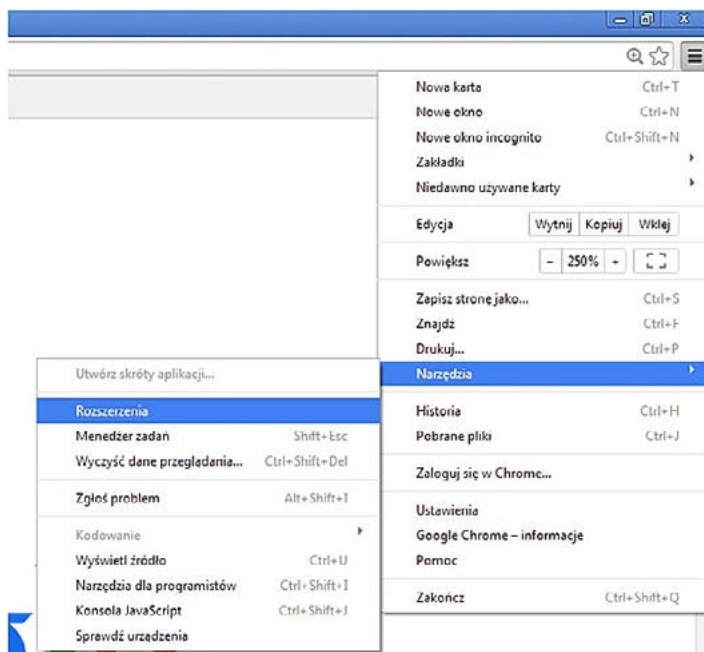 Nowa karta Ctrl+T
Nowe okno Ctrl+N
Nowe okno incognito Ctrl+Shift+N
Zakładki
Niedawno używane karty
Edycja Wytnij Kopiuj Wklej
Powiększ - 250% +
Zapisz stronę jako... Ctrl+S
Znajdź Ctrl+F
Drukuj... Ctrl+P
Narzędzia
Historia Ctrl+H
Pobrane pliki Ctrl+J
Zaloguj się w Chrome...
Ustawienia
Google Chrome – informacje
Pomoc
Zakończ Ctrl+Shift+Q
Utwórz skróty aplikacji...
Rozszerzenia
Menedżer zadań Shift+Esc
Wyczyść dane przeglądania... Ctrl+Shift+Del
Zgłoś problem Alt+Shift+I
Kodowanie
Wyświetl źródło Ctrl+U
Narzędzia dla programistów Ctrl+Shift+I
Konsola JavaScript Ctrl+Shift+J
Sprawdź urządzenia